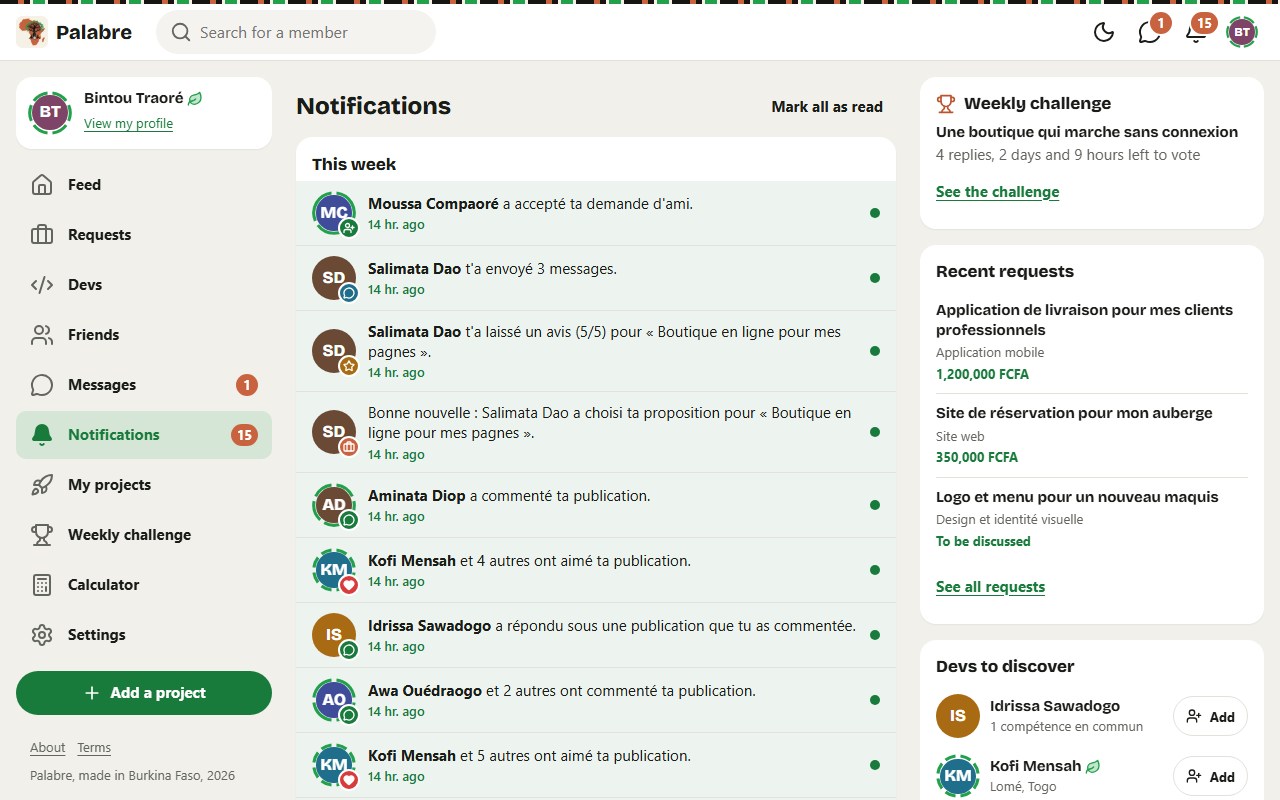 Palabre
Search for a member
1
15
BT
BT
Bintou Traoré
View my profile
Feed
Requests
Devs
Friends
Messages
1
Notifications
15
My projects
Weekly challenge
Calculator
Settings
Add a project
About Terms
Palabre, made in Burkina Faso, 2026
Notifications
Mark all as read
This week
MC
Moussa Compaoré a accepté ta demande d'ami.
14 hr. ago
SD
Salimata Dao t'a envoyé 3 messages.
14 hr. ago
SD
Salimata Dao t'a laissé un avis (5/5) pour « Boutique en ligne pour mes
pagnes ».
14 hr. ago
SD
Bonne nouvelle : Salimata Dao a choisi ta proposition pour « Boutique en
ligne pour mes pagnes ».
14 hr. ago
AD
Aminata Diop a commenté ta publication.
14 hr. ago
KM
Kofi Mensah et 4 autres ont aimé ta publication.
14 hr. ago
IS
Idrissa Sawadogo a répondu sous une publication que tu as commentée.
14 hr. ago
AO
Awa Ouédraogo et 2 autres ont commenté ta publication.
14 hr. ago
KM
Kofi Mensah et 5 autres ont aimé ta publication.
14 hr. ago
Weekly challenge
Une boutique qui marche sans connexion
4 replies, 2 days and 9 hours left to vote
See the challenge
Recent requests
Application de livraison pour mes clients
professionnels
Application mobile
1,200,000 FCFA
Site de réservation pour mon auberge
Site web
350,000 FCFA
Logo et menu pour un nouveau maquis
Design et identité visuelle
To be discussed
See all requests
Devs to discover
IS
Idrissa Sawadogo
1 compétence en commun
Add
KM
Kofi Mensah
Lomé, Togo
Add